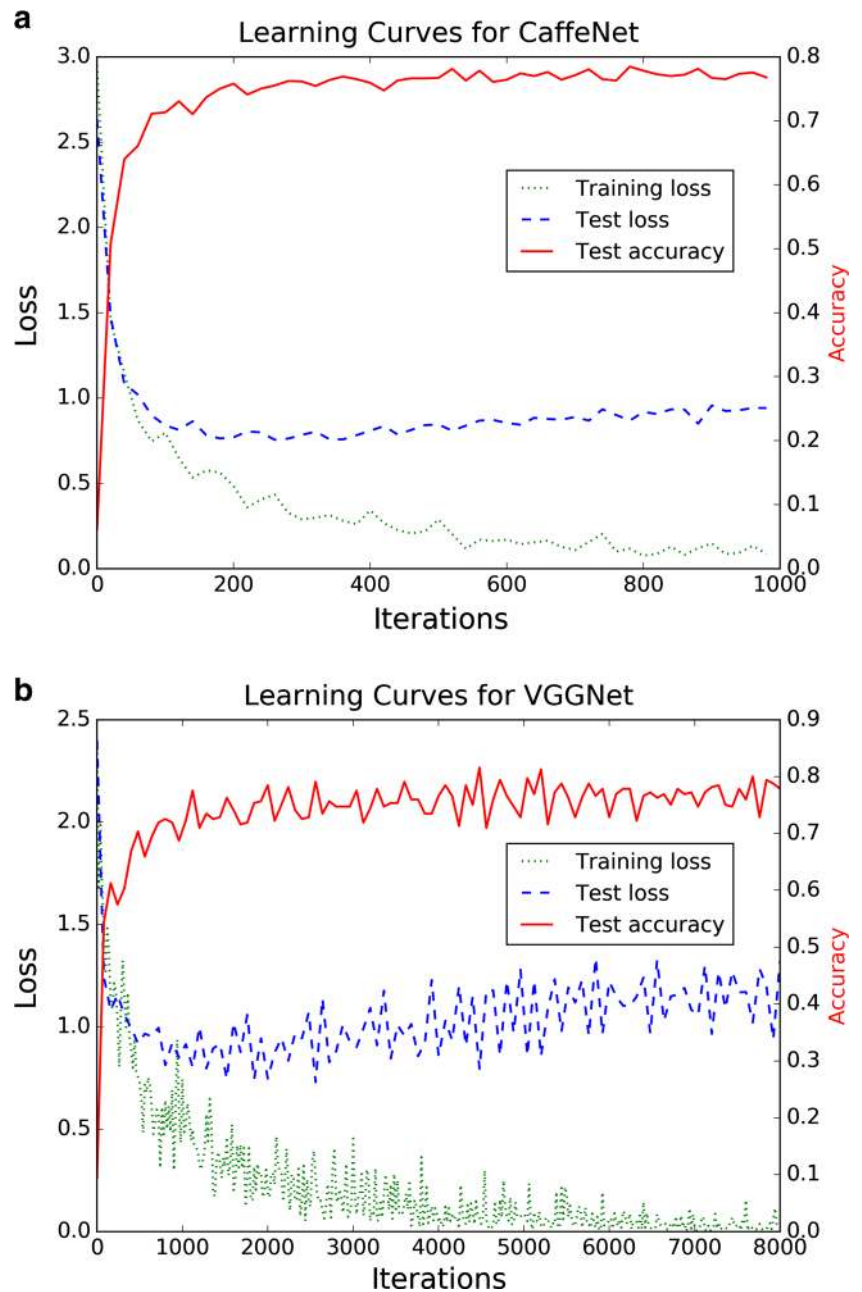 a
Learning Curves for CaffeNet
3.0
2.5
2.0
1.5
1.0
0.5
0.0
Loss
0.8
0.7
0.6
0.5
0.4
0.3
0.2
0.1
0.0
Accuracy
Training loss
Test loss
Test accuracy
0 200 400 600 800 1000
Iterations
b
Learning Curves for VGGNet
2.5
2.0
1.5
1.0
0.5
0.0
Loss
0.9
0.8
0.7
0.6
0.5
0.4
0.3
0.2
0.1
0.0
Accuracy
Training loss
Test loss
Test accuracy
0 1000 2000 3000 4000 5000 6000 7000 8000
Iterations